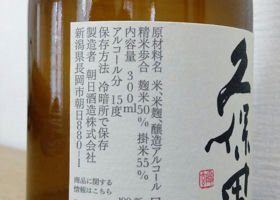 久保田
原材料名 米、米麹、醸造アルコール
精米歩合 麹米50% 掛米55%
内容量 300ml
アルコール分 15度
保存方法 冷暗所で保存
製造者 朝日酒造株式会社
新潟県長岡市朝日880-1
商品に関する
情報はこちら